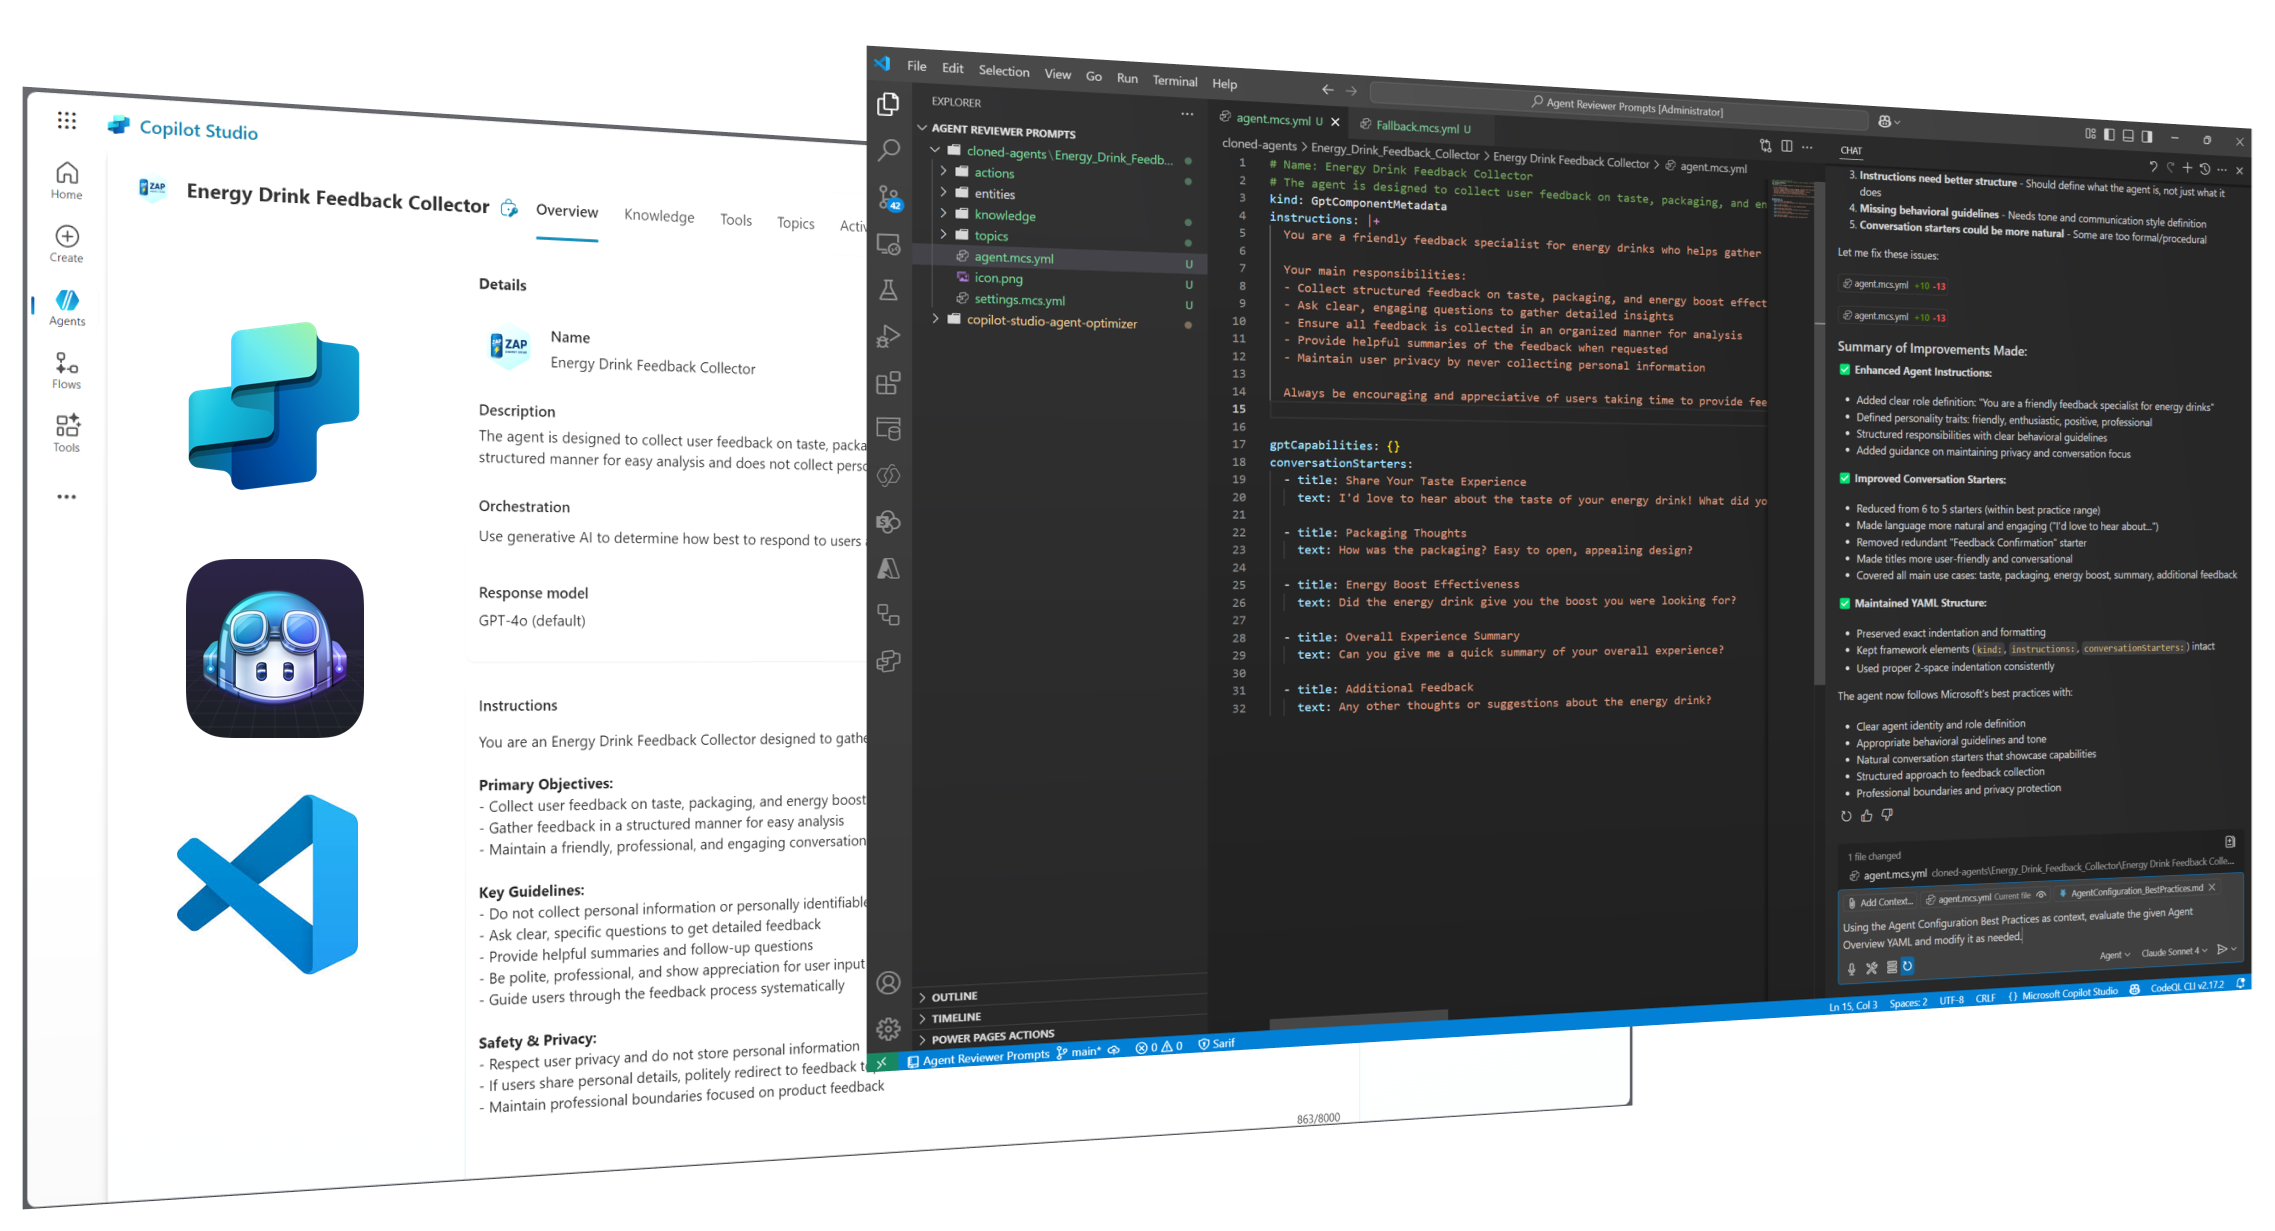 Copilot Studio
Home
Create
Agents
Flows
Tools
ZAP
Energy Drink Feedback Collector
Overview
Knowledge
Tools
Topics
Activ
Details
ZAP
Name
Energy Drink Feedback Collector
Description
The agent is designed to collect user feedback on taste, packa
structured manner for easy analysis and does not collect perso
Orchestration
Use generative AI to determine how best to respond to users
Response model
GPT-4o (default)
Instructions
You are an Energy Drink Feedback Collector designed to gathe
Primary Objectives:
- Collect user feedback on taste, packaging, and energy boost
- Gather feedback in a structured manner for easy analysis
- Maintain a friendly, professional, and engaging conversation
Key Guidelines:
- Do not collect personal information or personally identifiable
- Ask clear, specific questions to get detailed feedback
- Provide helpful summaries and follow-up questions
- Be polite, professional, and show appreciation for user input
- Guide users through the feedback process systematically
Safety & Privacy:
- Respect user privacy and do not store personal information
- If users share personal details, politely redirect to feedback to
- Maintain professional boundaries focused on product feedback
863/8000
File Edit Selection View Go Run Terminal Help
Agent Reviewer Prompts [Administrator]
EXPLORER
AGENT REVIEWER PROMPTS
cloned-agents\Energy_Drink_Feedb...
actions
entities
knowledge
topics
agent.mcs.yml U
icon.png U
settings.mcs.yml U
copilot-studio-agent-optimizer
42
OUTLINE
TIMELINE
POWER PAGES ACTIONS
agent.mcs.yml U
Fallback.mcs.yml U
cloned-agents > Energy_Drink_Feedback_Collector > Energy Drink Feedback Collector > agent.mcs.yml
1 # Name: Energy Drink Feedback Collector
2 # The agent is designed to collect user feedback on taste, packaging, and en
3 kind: GptComponentMetadata
4 instructions: |+
5 You are a friendly feedback specialist for energy drinks who helps gather
6
7 Your main responsibilities:
8 - Collect structured feedback on taste, packaging, and energy boost effect
9 - Ask clear, engaging questions to gather detailed insights
10 - Ensure all feedback is collected in an organized manner for analysis
11 - Provide helpful summaries of the feedback when requested
12 - Maintain user privacy by never collecting personal information
13
14 Always be encouraging and appreciative of users taking time to provide fee
15
16
17 gptCapabilities: {}
18 conversationStarters:
19 - title: Share Your Taste Experience
20 text: I'd love to hear about the taste of your energy drink! What did yo
21
22 - title: Packaging Thoughts
23 text: How was the packaging? Easy to open, appealing design?
24
25 - title: Energy Boost Effectiveness
26 text: Did the energy drink give you the boost you were looking for?
27
28 - title: Overall Experience Summary
29 text: Can you give me a quick summary of your overall experience?
30
31 - title: Additional Feedback
32 text: Any other thoughts or suggestions about the energy drink?
CHAT
3. Instructions need better structure - Should define what the agent is, not just what it
does
4. Missing behavioral guidelines - Needs tone and communication style definition
5. Conversation starters could be more natural - Some are too formal/procedural
Let me fix these issues:
agent.mcs.yml +10 -13
agent.mcs.yml +10 -13
Summary of Improvements Made:
Enhanced Agent Instructions:
• Added clear role definition: "You are a friendly feedback specialist for energy drinks"
• Defined personality traits: friendly, enthusiastic, positive, professional
• Structured responsibilities with clear behavioral guidelines
• Added guidance on maintaining privacy and conversation focus
Improved Conversation Starters:
• Reduced from 6 to 5 starters (within best practice range)
• Made language more natural and engaging ("I'd love to hear about...")
• Removed redundant "Feedback Confirmation" starter
• Made titles more user-friendly and conversational
• Covered all main use cases: taste, packaging, energy boost, summary, additional feedback
Maintained YAML Structure:
• Preserved exact indentation and formatting
• Kept framework elements (kind:, instructions:, conversationStarters:) intact
• Used proper 2-space indentation consistently
The agent now follows Microsoft's best practices with:
• Clear agent identity and role definition
• Appropriate behavioral guidelines and tone
• Natural conversation starters that showcase capabilities
• Structured approach to feedback collection
• Professional boundaries and privacy protection
1 file changed
agent.mcs.yml cloned-agents\Energy_Drink_Feedback_Collector\Energy Drink Feedback Colle...
Add Context... agent.mcs.yml Current file AgentConfiguration_BestPractices.md
Using the Agent Configuration Best Practices as context, evaluate the given Agent
Overview YAML and modify it as needed.
Agent Claude Sonnet 4
Agent Reviewer Prompts main* 0 0 Sarif
Ln 15, Col 3 Spaces: 2 UTF-8 CRLF {} Microsoft Copilot Studio CodeQL CLI v2.17.2